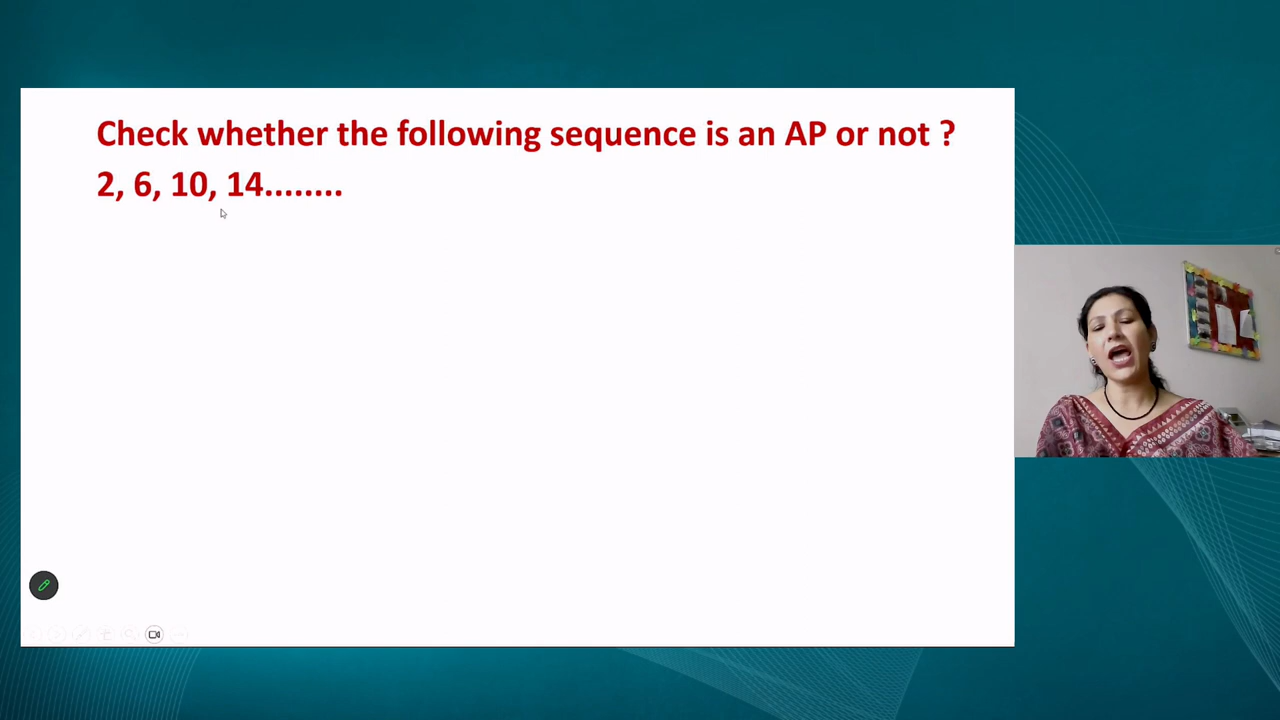 Check whether the following sequence is an AP or not ?
2, 6, 10, 14........